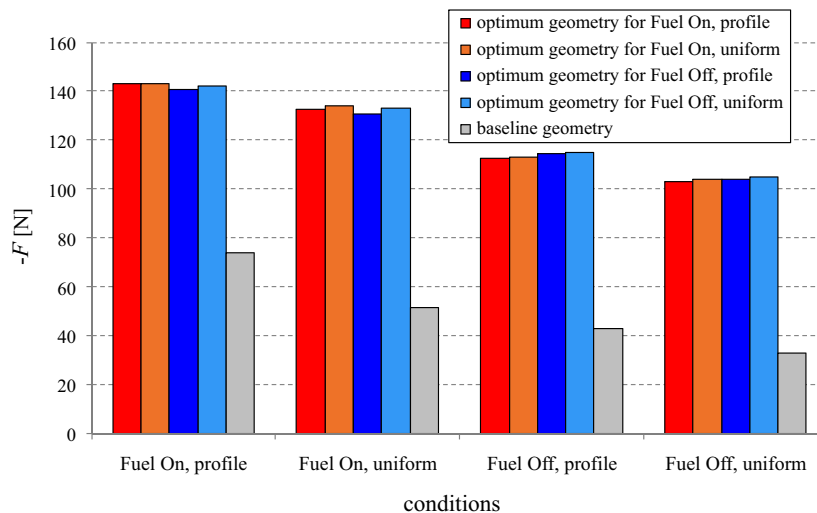 optimum geometry for Fuel On, profile
optimum geometry for Fuel On, uniform
optimum geometry for Fuel Off, profile
optimum geometry for Fuel Off, uniform
baseline geometry
160
140
120
100
80
60
40
20
0
-F [N]
Fuel On, profile
Fuel On, uniform
Fuel Off, profile
Fuel Off, uniform
conditions